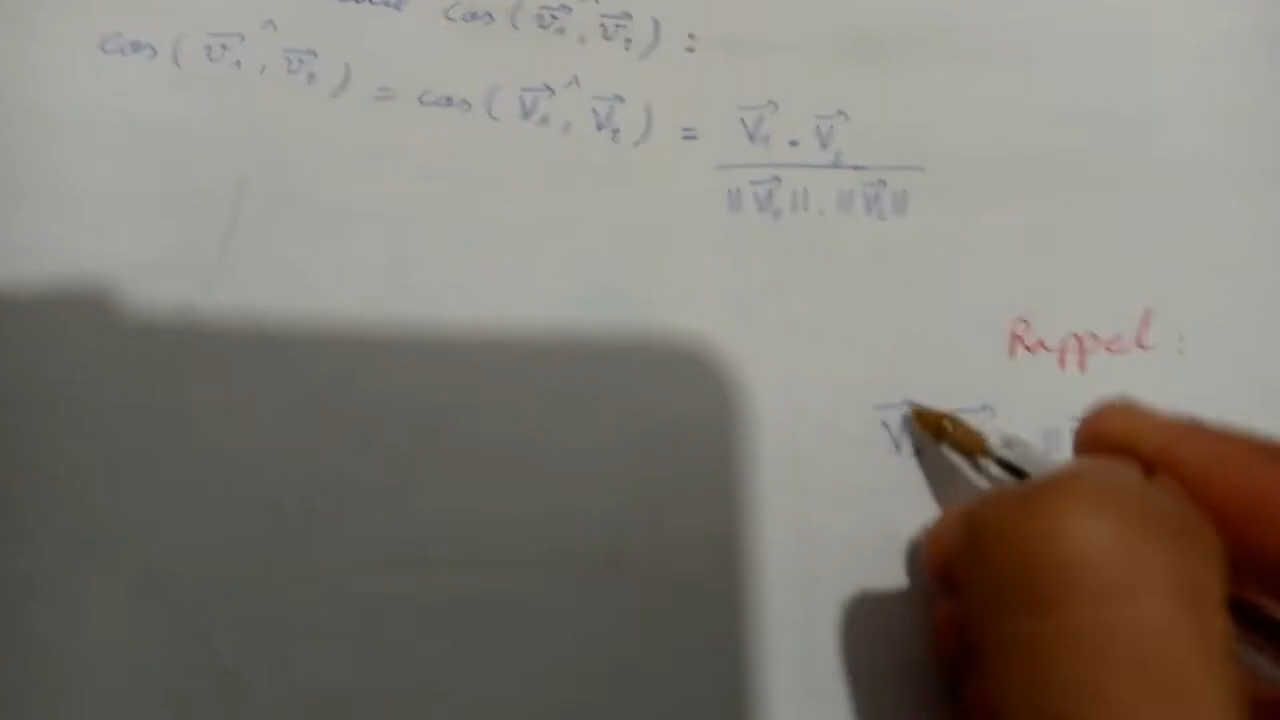 cos(v⃗₁^, v⃗₂) :
cos(v⃗₁^, v⃗₂) = cos(V⃗₁^, V⃗₂) = V⃗₁ . V⃗₂
||V⃗₁|| . ||V⃗₂||
Rappel :
V⃗ = ||